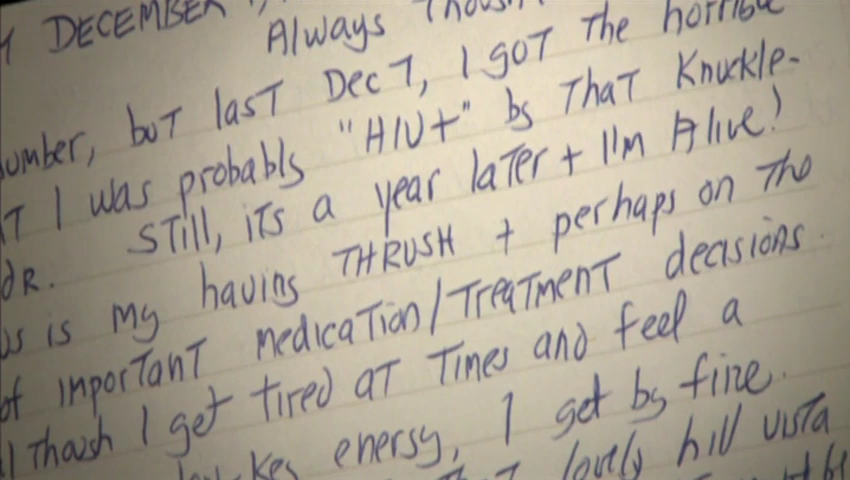 DECEMBER
Always
but last Dec 7, I got the horrible
number, "HIV+" by that Knuckle-
T I was probably year later + I'm Alive!
DR. Still, its a
is my having THRUSH + perhaps on the
of important medication/Treatment decisions.
I get tired at times and feel a
energy, I get by fine.
lovely hill vista